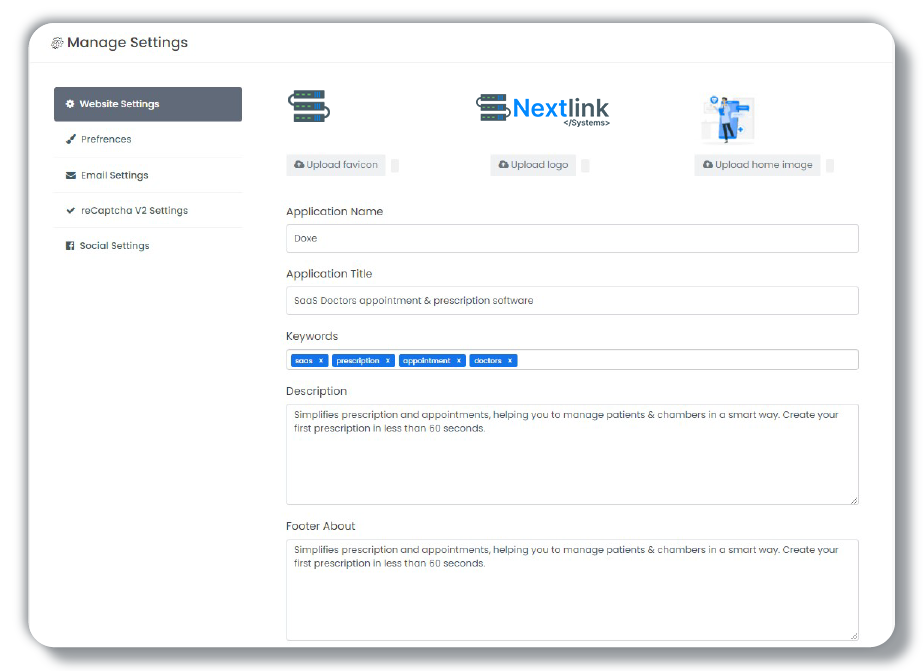 Manage Settings
Website Settings
Prefrences
Email Settings
reCaptcha V2 Settings
Social Settings
Nextlink
</Systems>
Upload favicon
Upload logo
Upload home image
Application Name
Doxe
Application Title
SaaS Doctors appointment & prescription software
Keywords
saas x prescription x appointment x doctors x
Description
Simplifies prescription and appointments, helping you to manage patients & chambers in a smart way. Create your
first prescription in less than 60 seconds.
Footer About
Simplifies prescription and appointments, helping you to manage patients & chambers in a smart way. Create your
first prescription in less than 60 seconds.